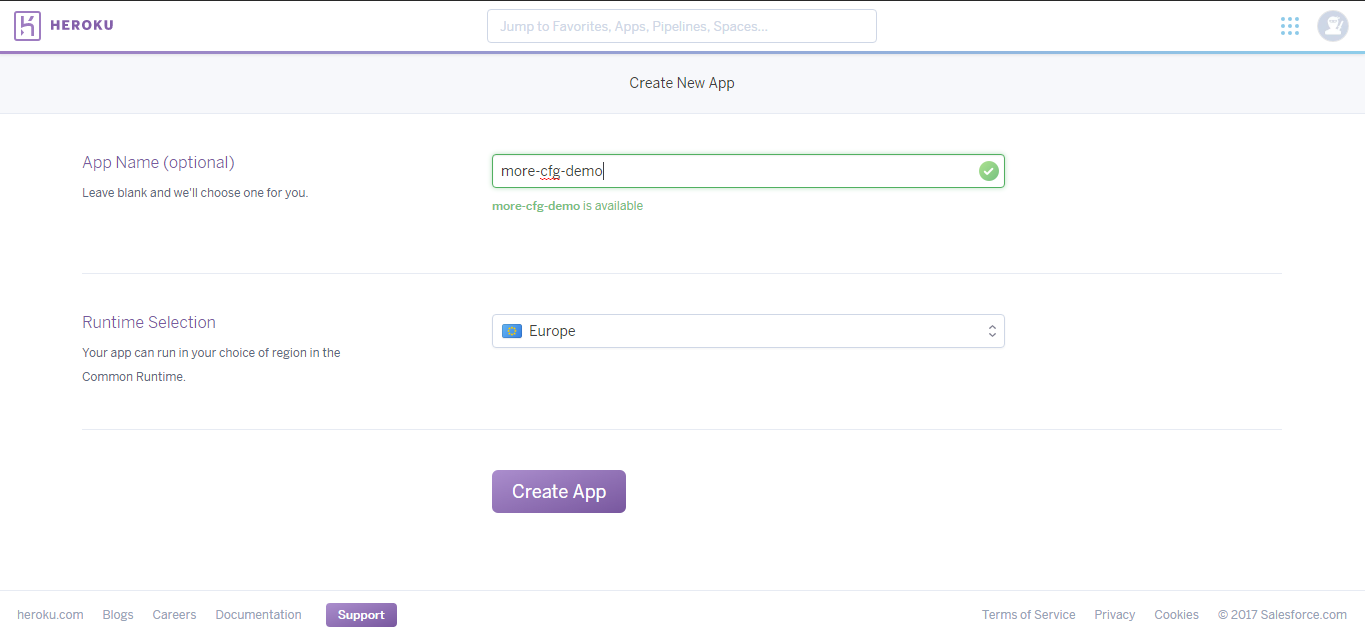 HEROKU
Jump to Favorites, Apps, Pipelines, Spaces...
Create New App
App Name (optional)
Leave blank and we'll choose one for you.
more-cfg-demo
more-cfg-demo is available
Runtime Selection
Your app can run in your choice of region in the
Common Runtime.
Europe
Create App
heroku.com Blogs Careers Documentation Support Terms of Service Privacy Cookies © 2017 Salesforce.com